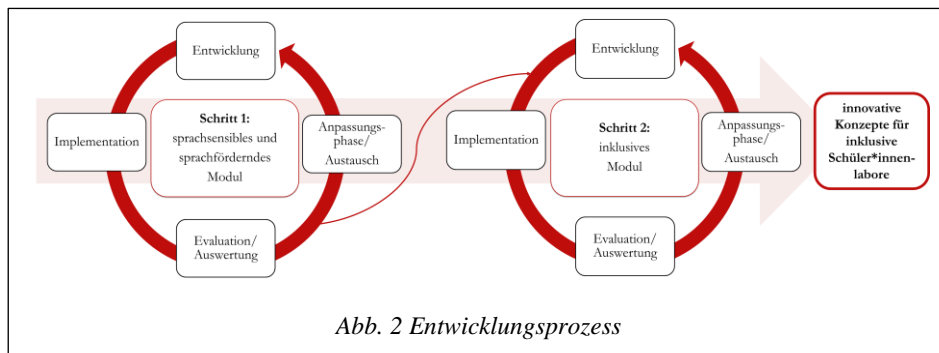 Entwicklung
Implementation
Schritt 1:
sprachsensibles und
sprachförderndes
Modul
Anpassungs-
phase/
Austausch
Evaluation/
Auswertung
Entwicklung
Implementation
Schritt 2:
inklusives
Modul
Anpassungs-
phase/
Austausch
Evaluation/
Auswertung
innovative
Konzepte für
inklusive
Schüler*innen-
labore
Abb. 2 Entwicklungsprozess